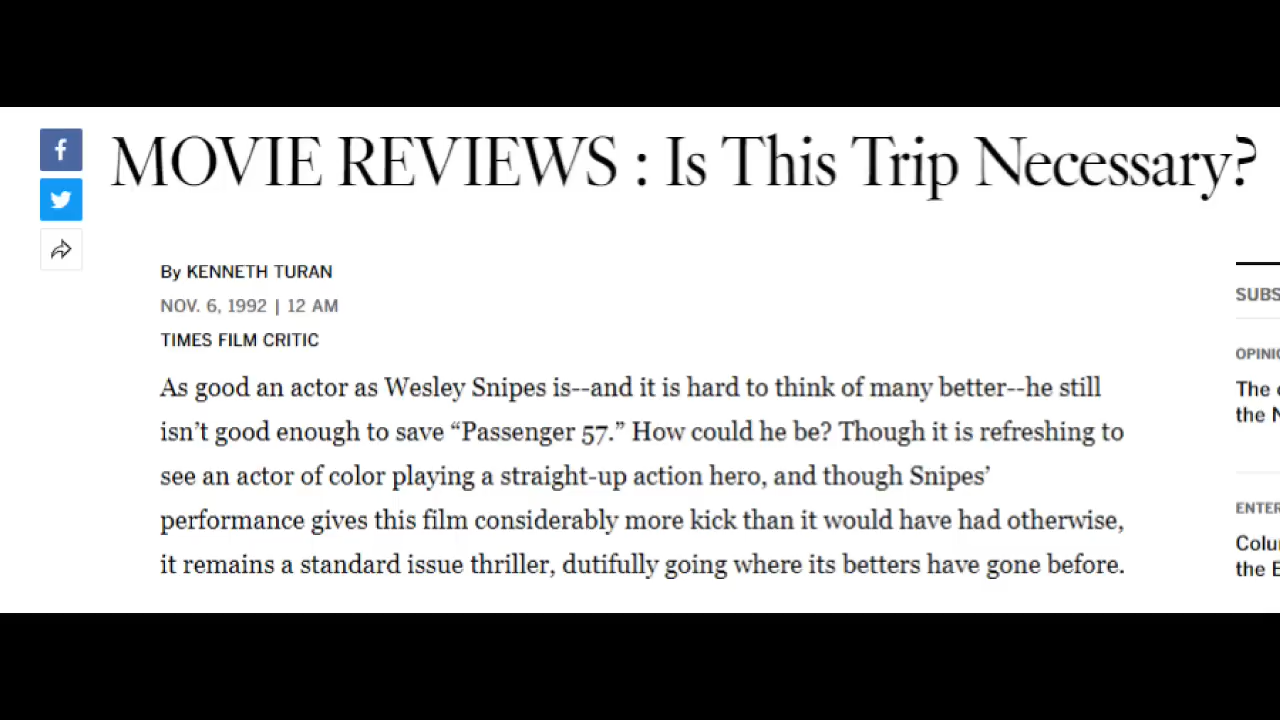 MOVIE REVIEWS : Is This Trip Necessary?
By KENNETH TURAN
NOV. 6, 1992 | 12 AM
TIMES FILM CRITIC
As good an actor as Wesley Snipes is--and it is hard to think of many better--he still
isn’t good enough to save “Passenger 57.” How could he be? Though it is refreshing to
see an actor of color playing a straight-up action hero, and though Snipes’
performance gives this film considerably more kick than it would have had otherwise,
it remains a standard issue thriller, dutifully going where its betters have gone before.
The
the